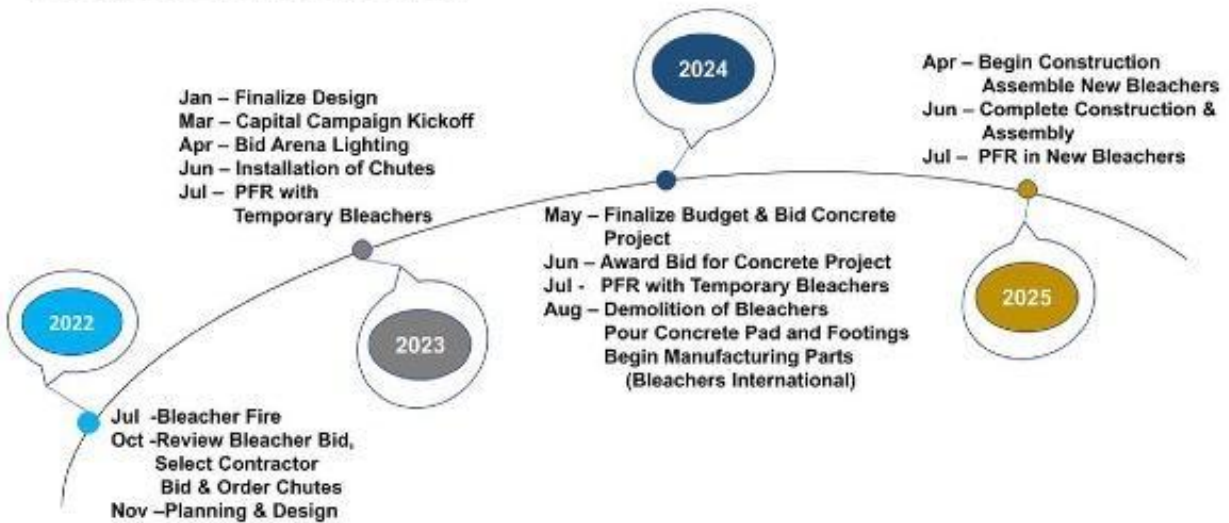 2022
Jul -Bleacher Fire
Oct -Review Bleacher Bid,
Select Contractor
Bid & Order Chutes
Nov –Planning & Design
Jan – Finalize Design
Mar – Capital Campaign Kickoff
Apr – Bid Arena Lighting
Jun – Installation of Chutes
Jul – PFR with
Temporary Bleachers
2023
2024
May – Finalize Budget & Bid Concrete
Project
Jun – Award Bid for Concrete Project
Jul - PFR with Temporary Bleachers
Aug – Demolition of Bleachers
Pour Concrete Pad and Footings
Begin Manufacturing Parts
(Bleachers International)
Apr – Begin Construction
Assemble New Bleachers
Jun – Complete Construction &
Assembly
Jul – PFR in New Bleachers
2025